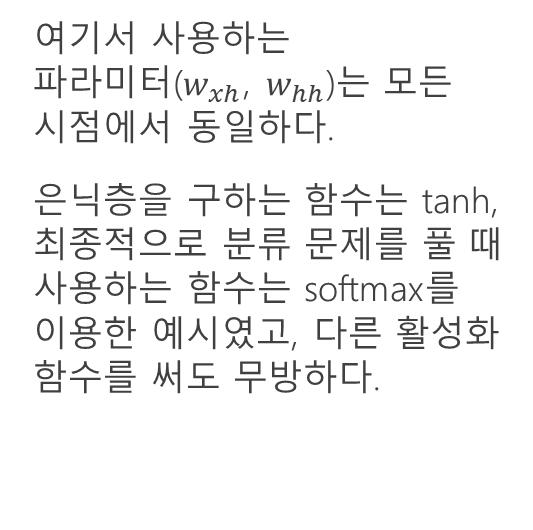 여기서 사용하는
파라미터(w_xh, w_hh)는 모든
시점에서 동일하다.
은닉층을 구하는 함수는 tanh,
최종적으로 분류 문제를 풀 때
사용하는 함수는 softmax를
이용한 예시였고, 다른 활성화
함수를 써도 무방하다.